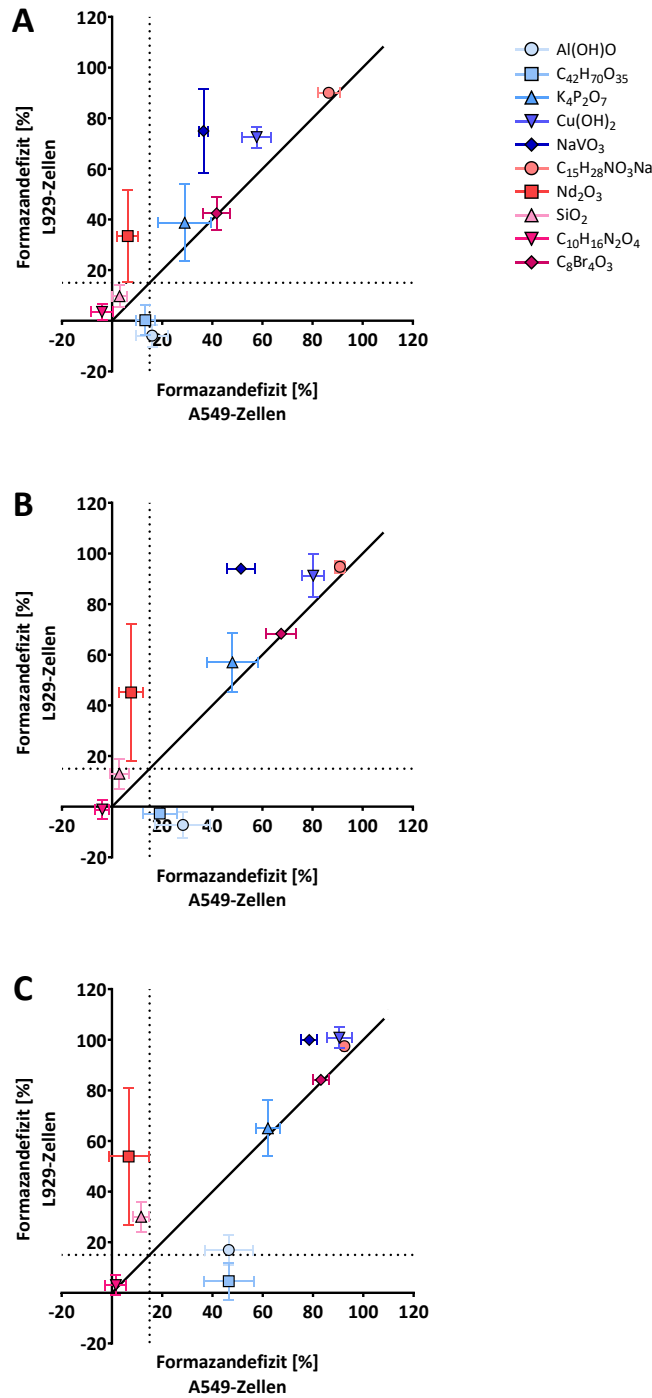 A
120
100
80
60
40
20
-20
-20
20
40
60
80
100
120
Formazandefizit [%]
L929-Zellen
Formazandefizit [%]
A549-Zellen
Al(OH)O
C₄₂H₇₀O₃₅
K₄P₂O₇
Cu(OH)₂
NaVO₃
C₁₅H₂₈NO₃Na
Nd₂O₃
SiO₂
C₁₀H₁₆N₂O₄
C₈Br₄O₃
B
120
100
80
60
40
20
-20
-20
20
40
60
80
100
120
Formazandefizit [%]
L929-Zellen
Formazandefizit [%]
A549-Zellen
C
120
100
80
60
40
20
-20
-20
20
40
60
80
100
120
Formazandefizit [%]
L929-Zellen
Formazandefizit [%]
A549-Zellen